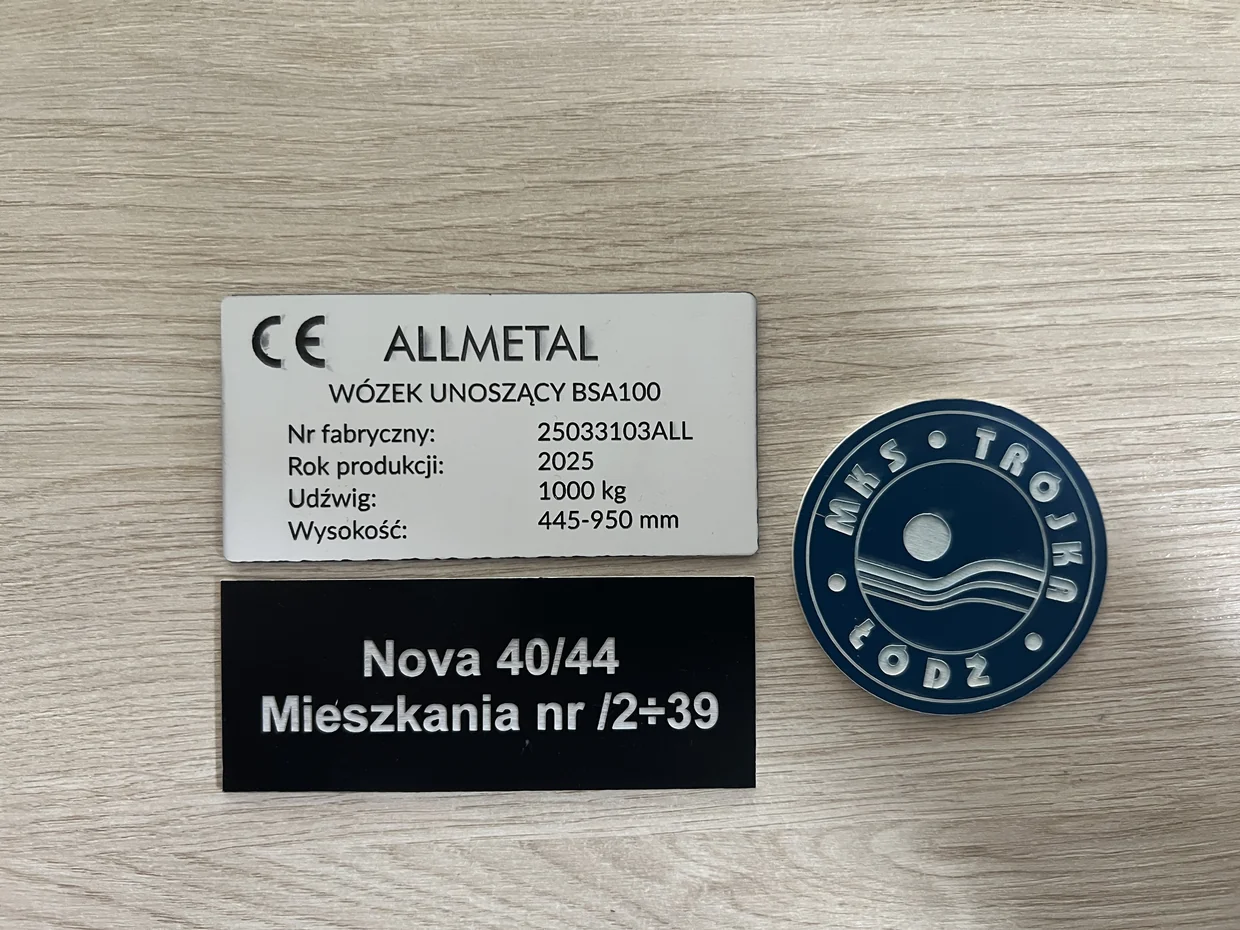 CE ALLMETAL
WÓZEK UNOSZĄCY BSA100
Nr fabryczny: 25033103ALL
Rok produkcji: 2025
Udźwig: 1000 kg
Wysokość: 445-950 mm
Nova 40/44
Mieszkania nr /2÷39
MKS • TRÓJKA • ŁÓDŹ •